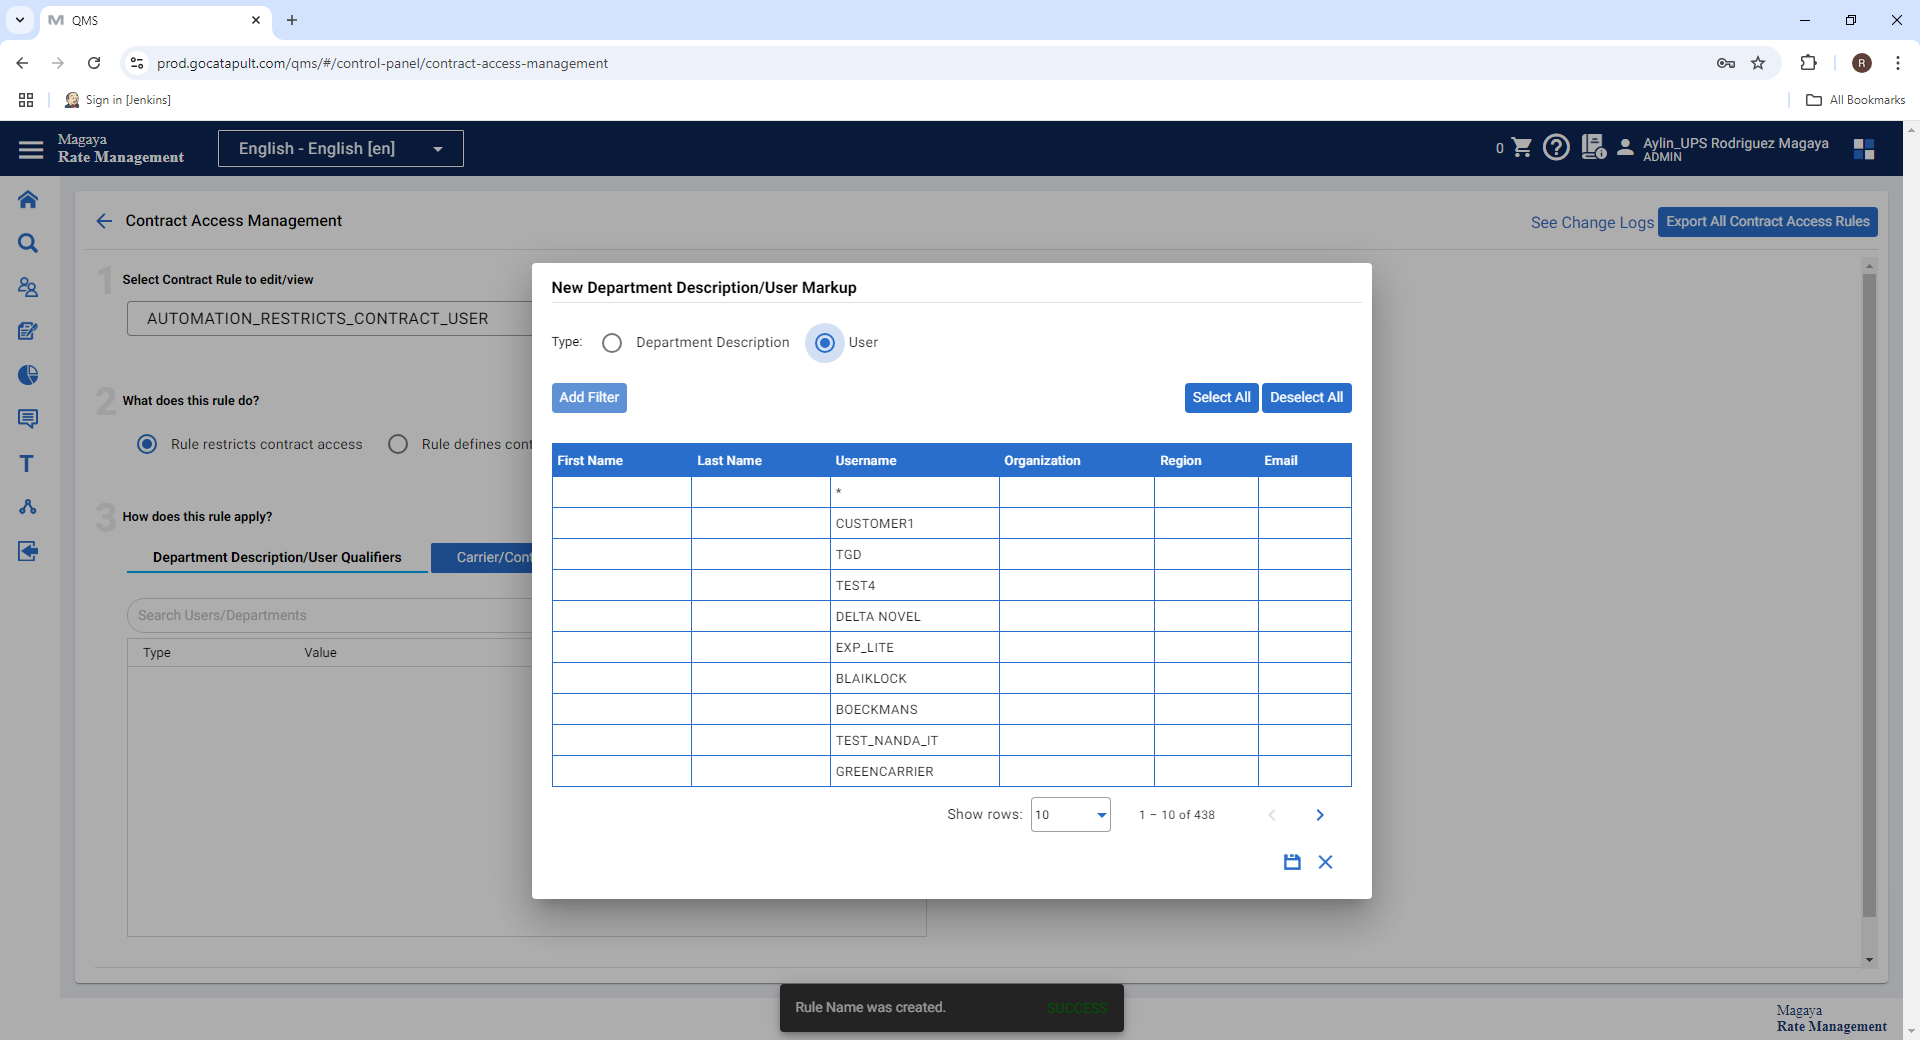 QMS
prod.gocatapult.com/qms/#/control-panel/contract-access-management
R
Sign in [Jenkins]
All Bookmarks
Magaya
Rate Management
English - English [en]
0
Aylin_UPS Rodriguez Magaya
ADMIN
Contract Access Management
See Change Logs
Export All Contract Access Rules
1
Select Contract Rule to edit/view
AUTOMATION_RESTRICTS_CONTRACT_USER
2
What does this rule do?
Rule restricts contract access
Rule defines cont
3
How does this rule apply?
Department Description/User Qualifiers
Carrier/Cont
Search Users/Departments
Type Value
New Department Description/User Markup
Type: Department Description User
Add Filter
Select All
Deselect All
First Name Last Name Username Organization Region Email
*
CUSTOMER1
TGD
TEST4
DELTA NOVEL
EXP_LITE
BLAIKLOCK
BOECKMANS
TEST_NANDA_IT
GREENCARRIER
Show rows: 10 1 – 10 of 438
Rule Name was created. SUCCESS
Magaya
Rate Management